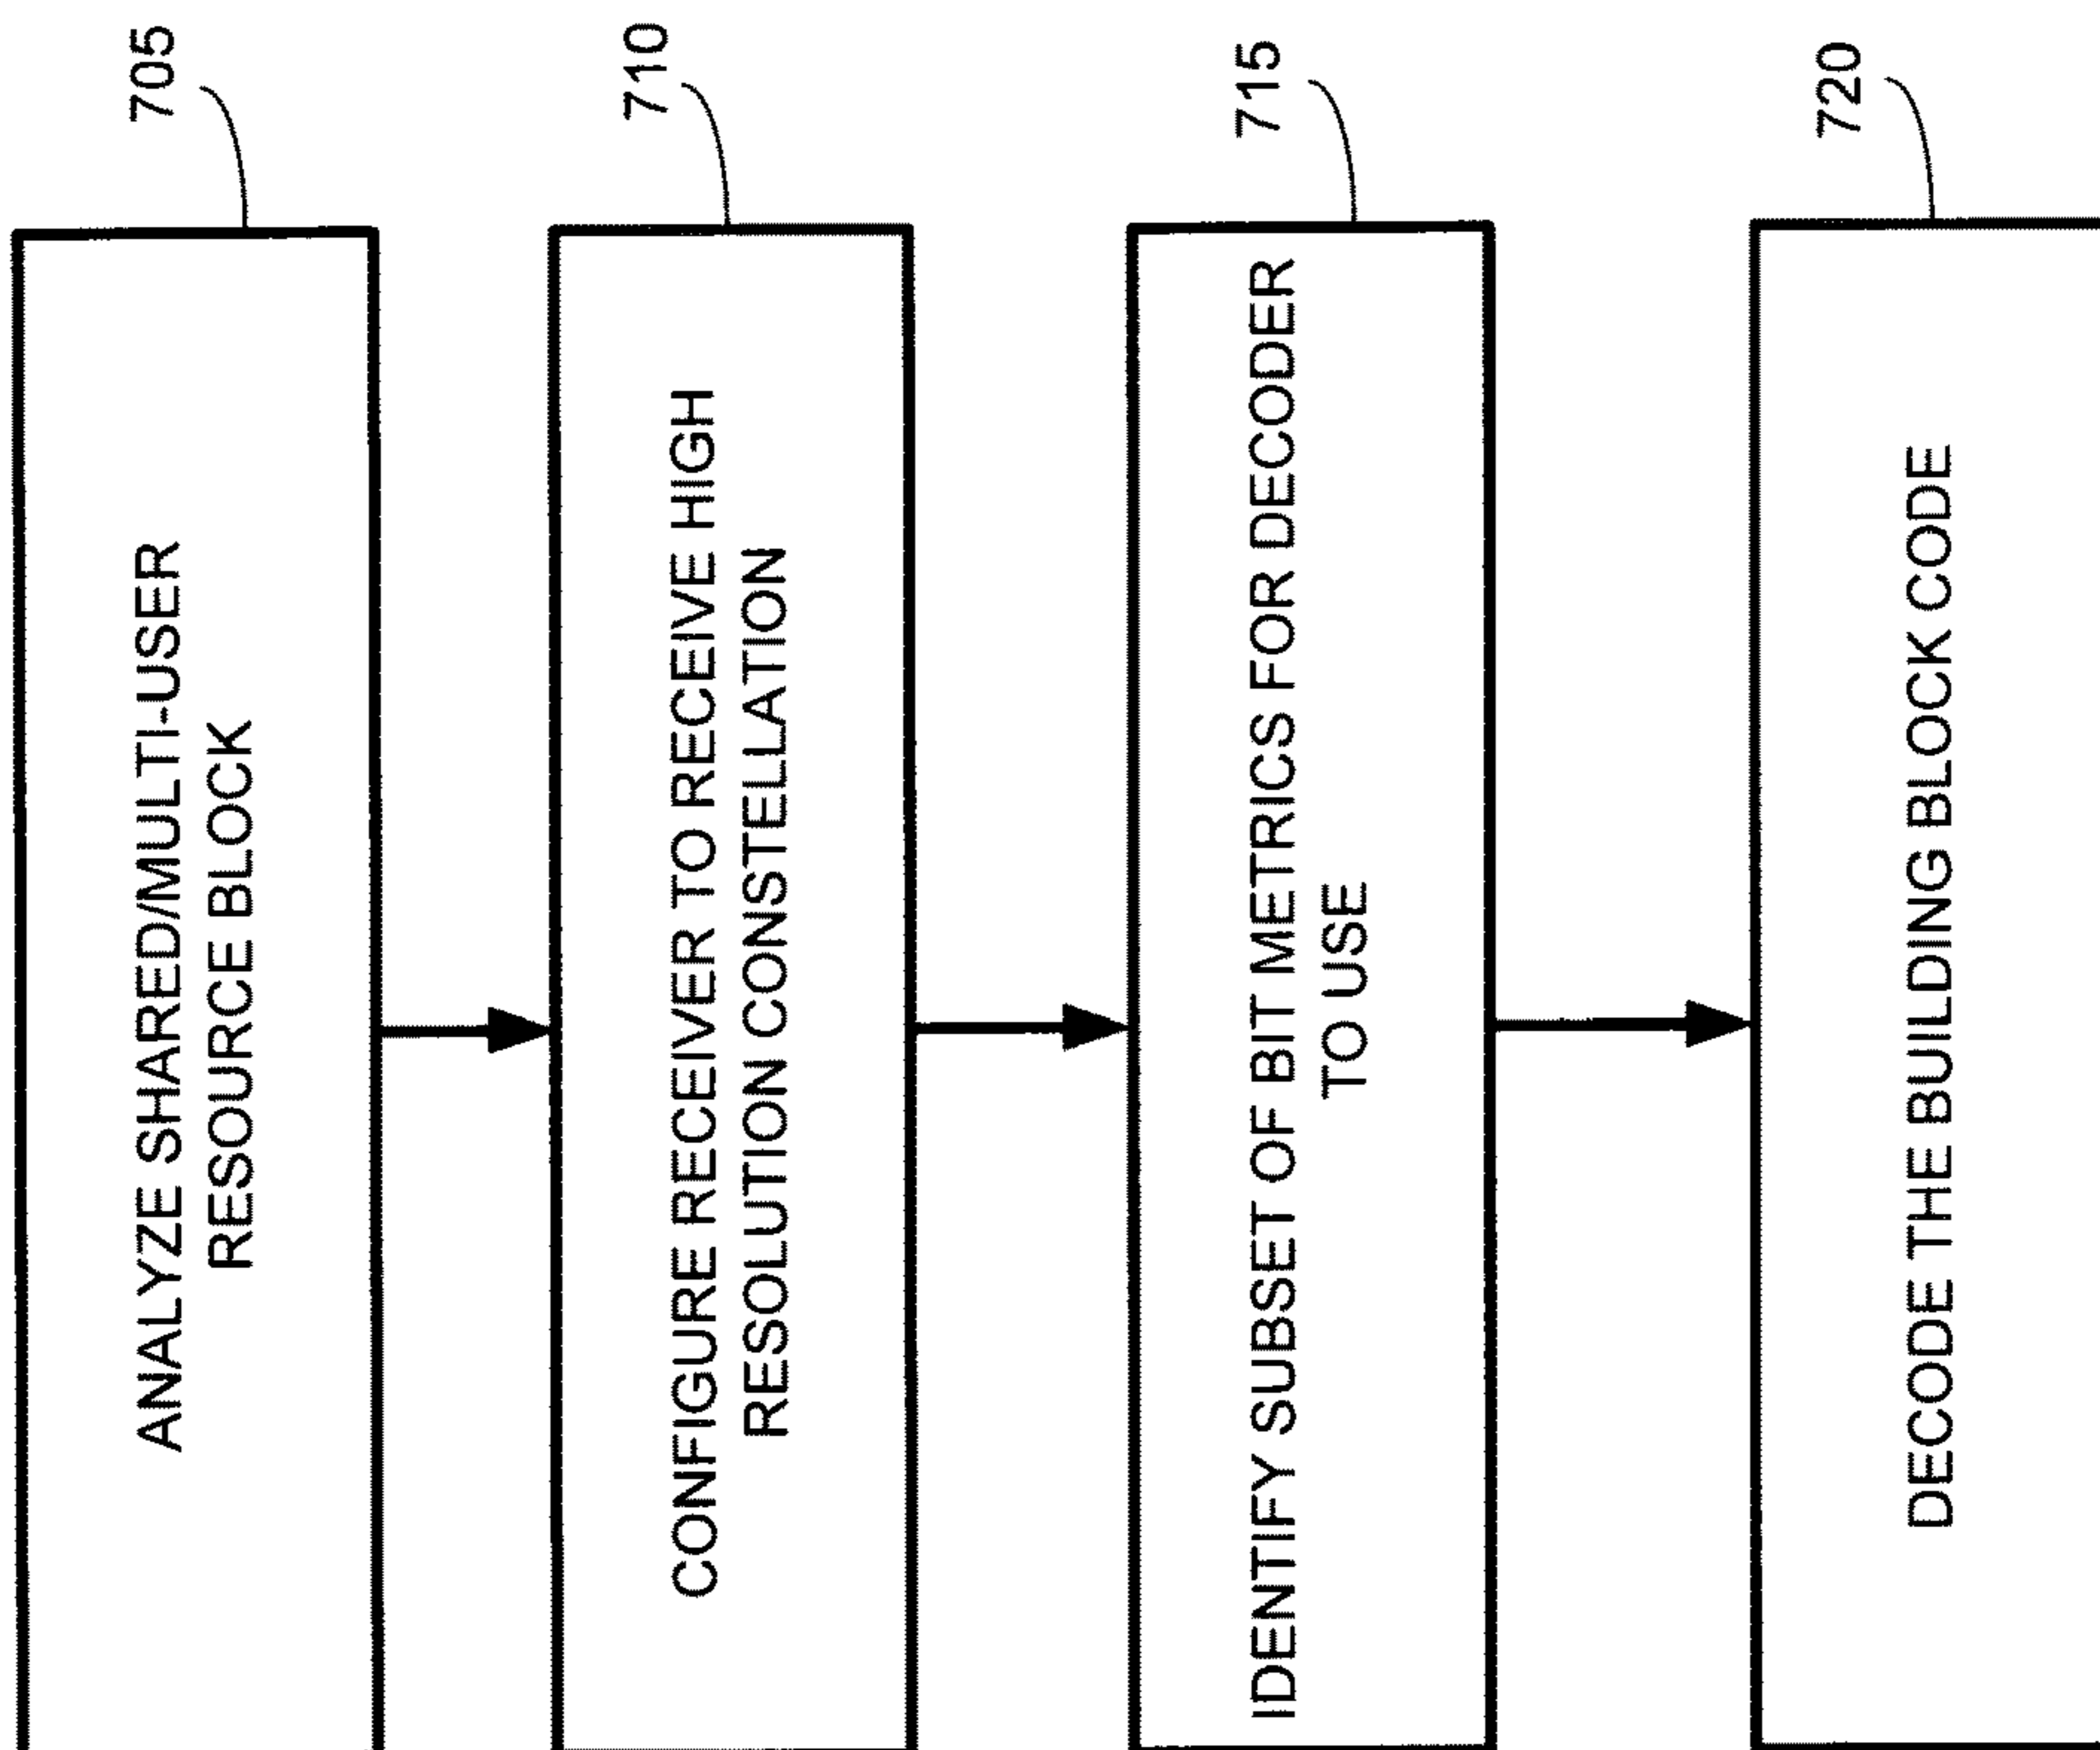 705
ANALYZE SHARED/MULTI-USER
RESOURCE BLOCK
710
CONFIGURE RECEIVER TO RECEIVE HIGH
RESOLUTION CONSTELLATION
715
IDENTIFY SUBSET OF BIT METRICS FOR DECODER
TO USE
720
DECODE THE BUILDING BLOCK CODE